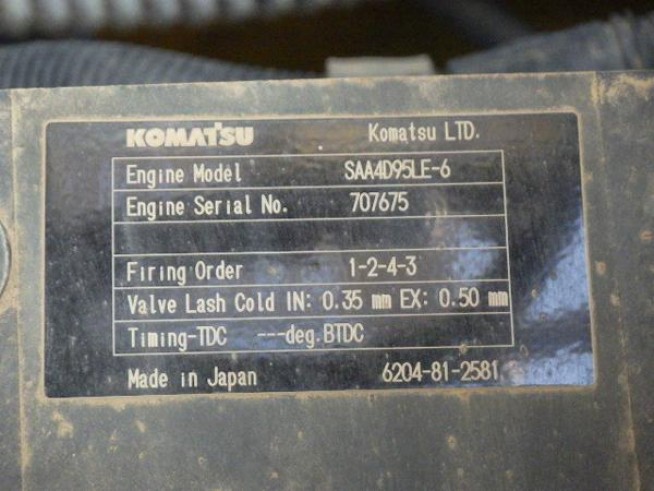 KOMATSU Komatsu LTD.
Engine Model SAA4D95LE-6
Engine Serial No. 707675
Firing Order 1-2-4-3
Valve Lash Cold IN: 0.35 mm EX: 0.50 mm
Timing-TDC ---deg.BTDC
Made in Japan 6204-81-2581